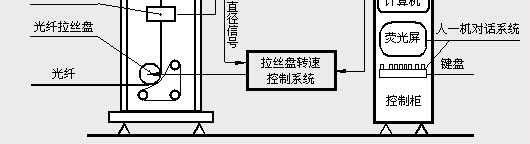 计算机
光纤拉丝盘
直径信号
荧光屏
人一机对话系统
拉丝盘转速
控制系统
光纤
键盘
控制柜